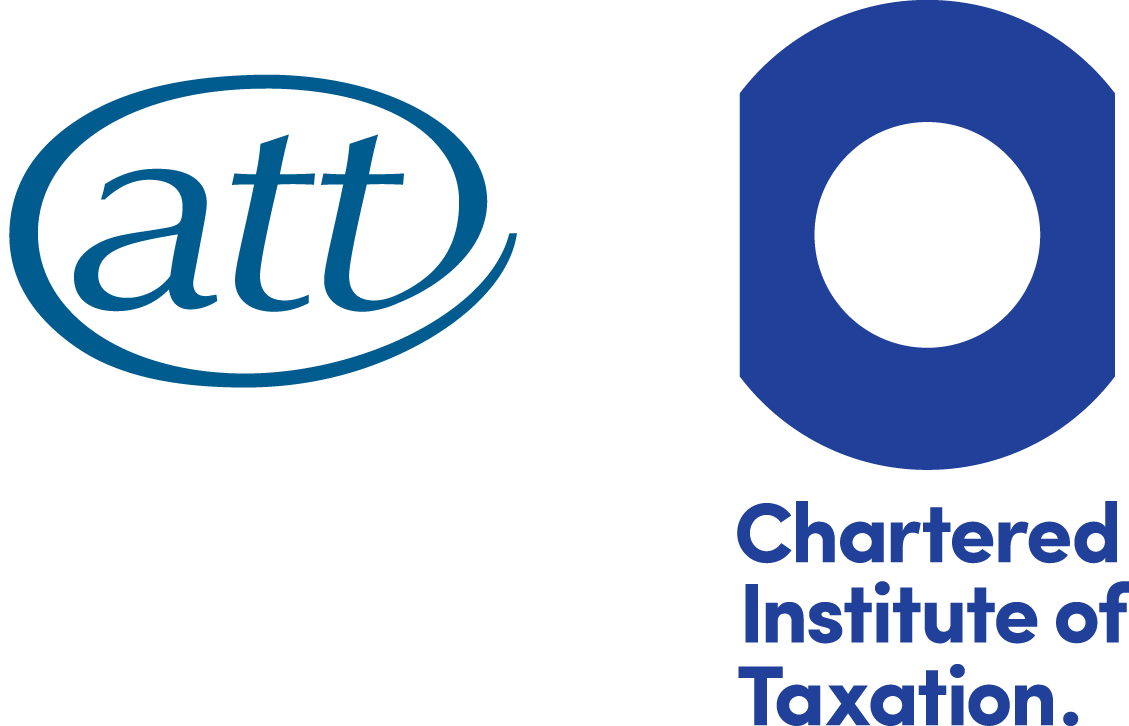 att
Chartered
Institute of
Taxation.